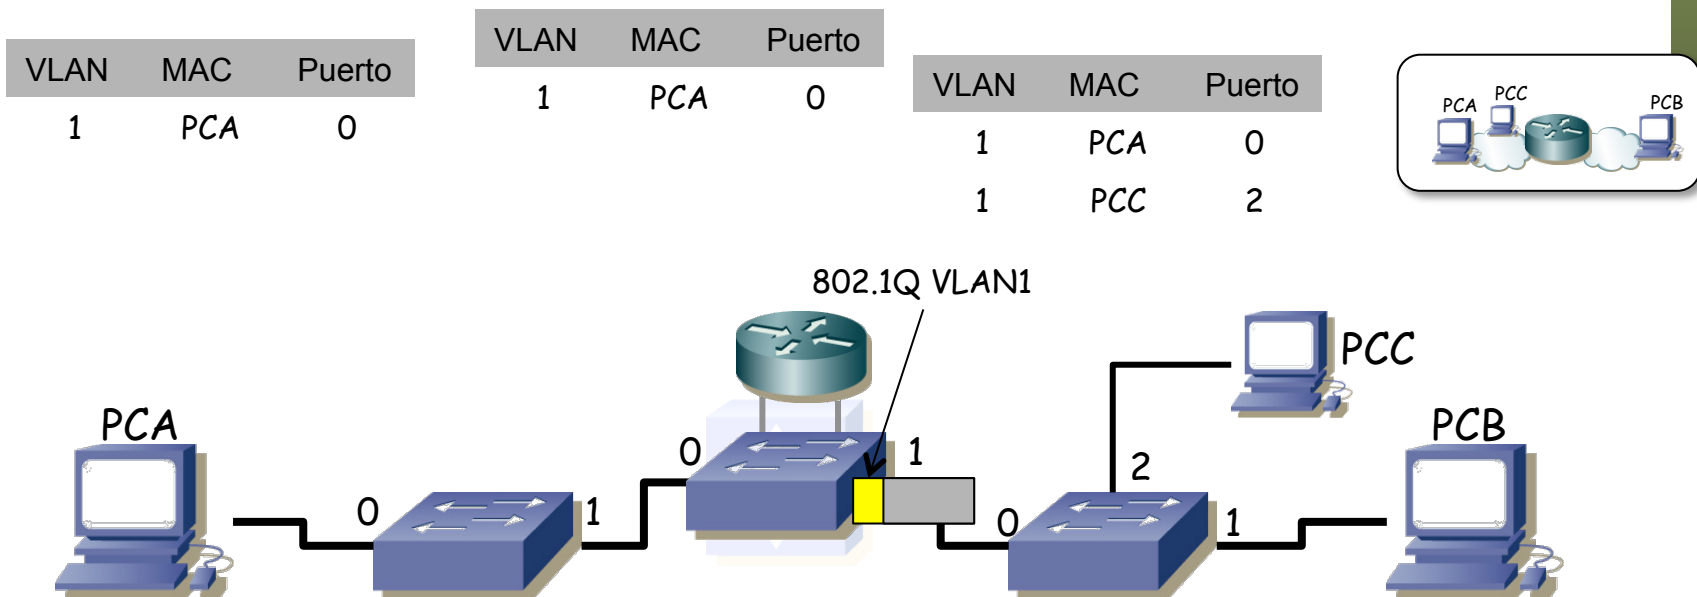 VLAN MAC Puerto
1 PCA 0
VLAN MAC Puerto
1 PCA 0
VLAN MAC Puerto
1 PCA 0
1 PCC 2
PCA PCC PCB
802.1Q VLAN1
PCC
PCA
PCB
0 1
0 1
0 2 1